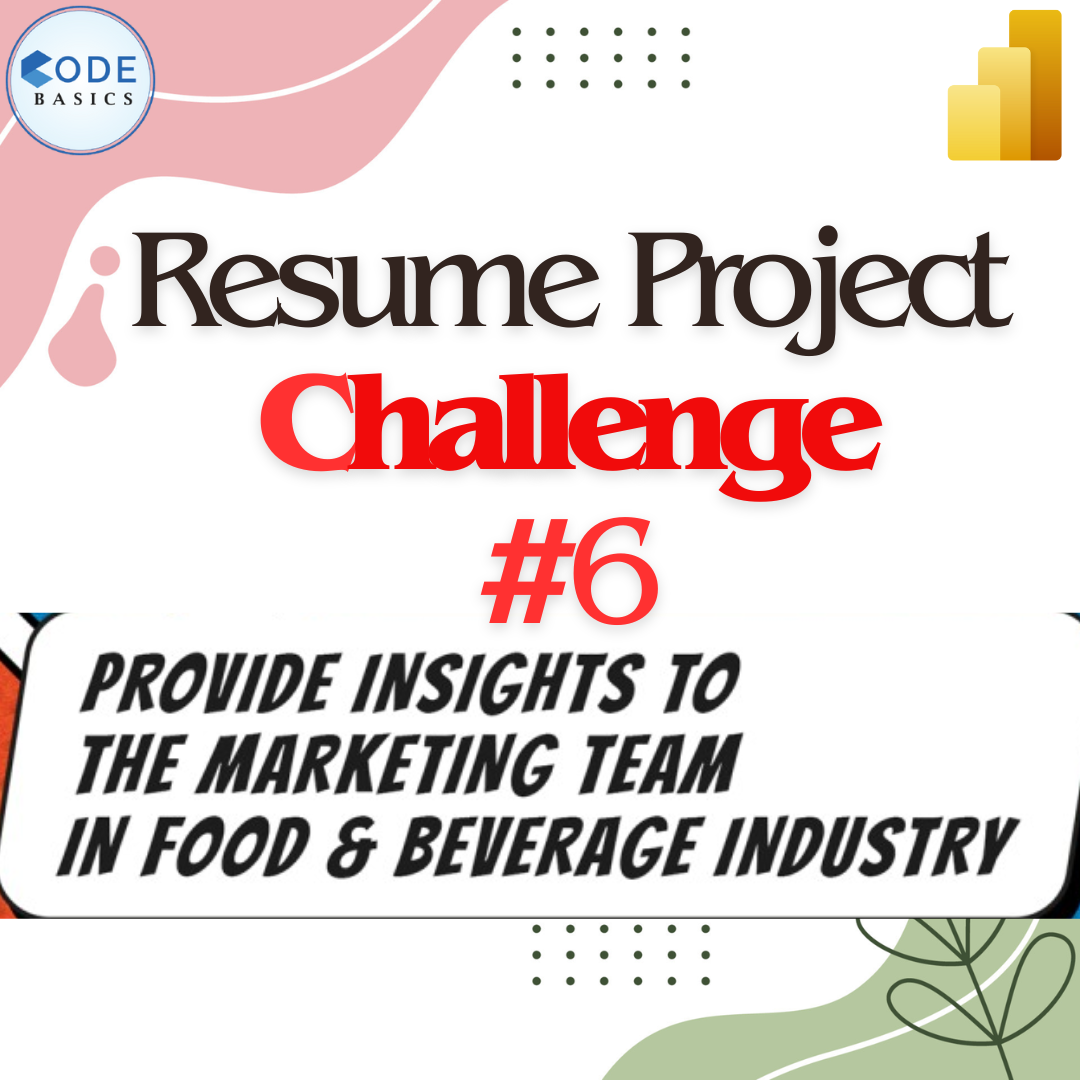 CODE
BASICS
Resume Project
Challenge
#6
PROVIDE INSIGHTS TO
THE MARKETING TEAM
IN FOOD & BEVERAGE INDUSTRY